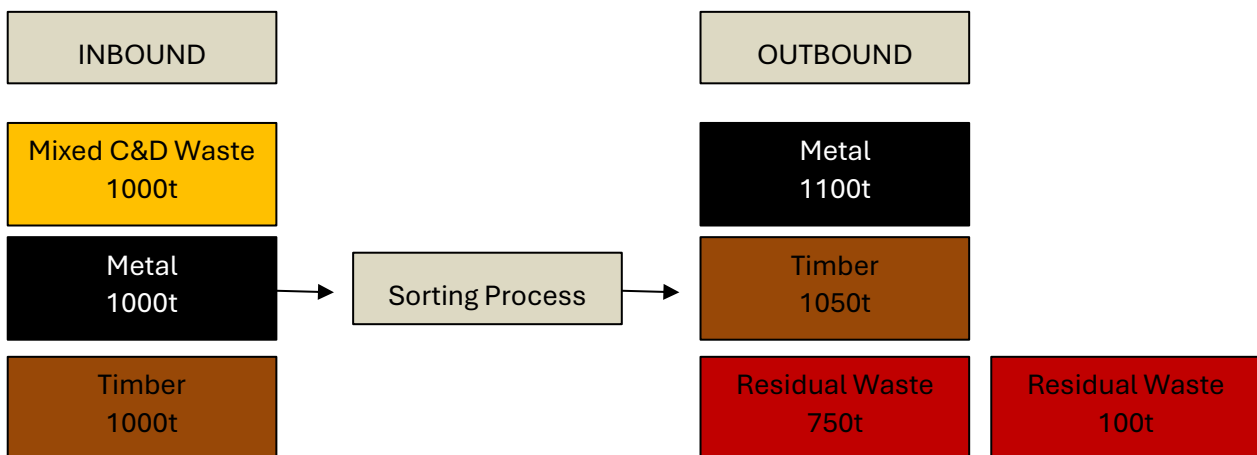 INBOUND
OUTBOUND
Mixed C&D Waste
1000t
Metal
1100t
Metal
1000t
Sorting Process
Timber
1050t
Timber
1000t
Residual Waste
750t
Residual Waste
100t